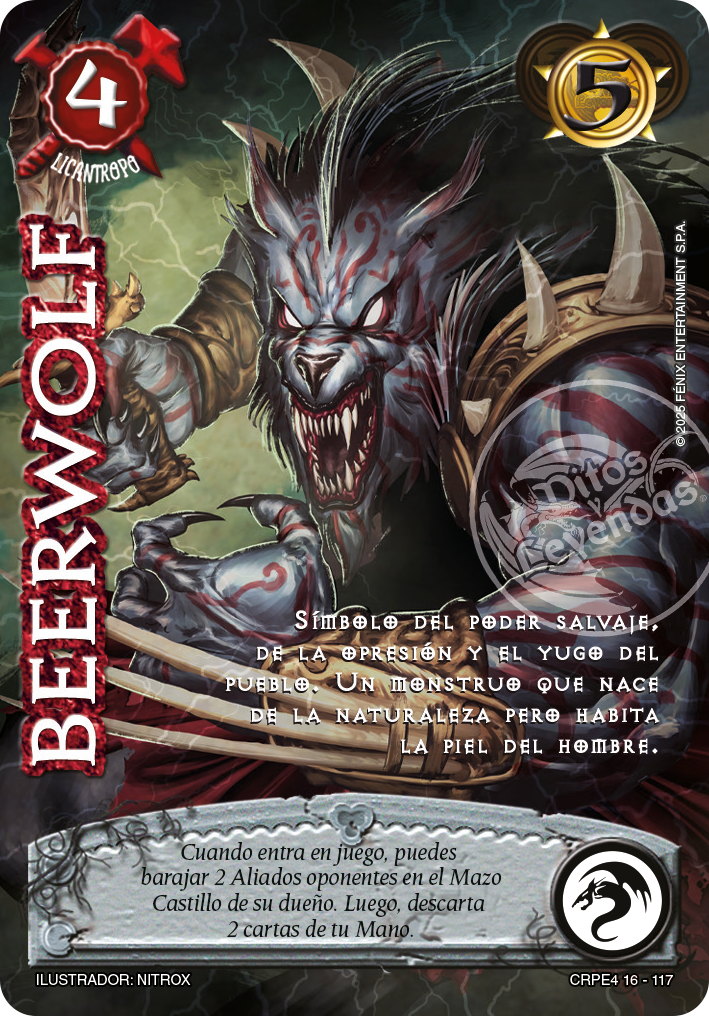 4
LICANTROPO
5
BEERWOLF
© 2025 FÉNIX ENTERTAINMENT S.P.A.
Mitos
y
Leyendas
Símbolo del poder salvaje,
de la opresión y el yugo del
pueblo. Un monstruo que nace
de la naturaleza pero habita
la piel del hombre.
Cuando entra en juego, puedes
barajar 2 Aliados oponentes en el Mazo
Castillo de su dueño. Luego, descarta
2 cartas de tu Mano.
ILUSTRADOR: NITROX
CRPE4 16 - 117